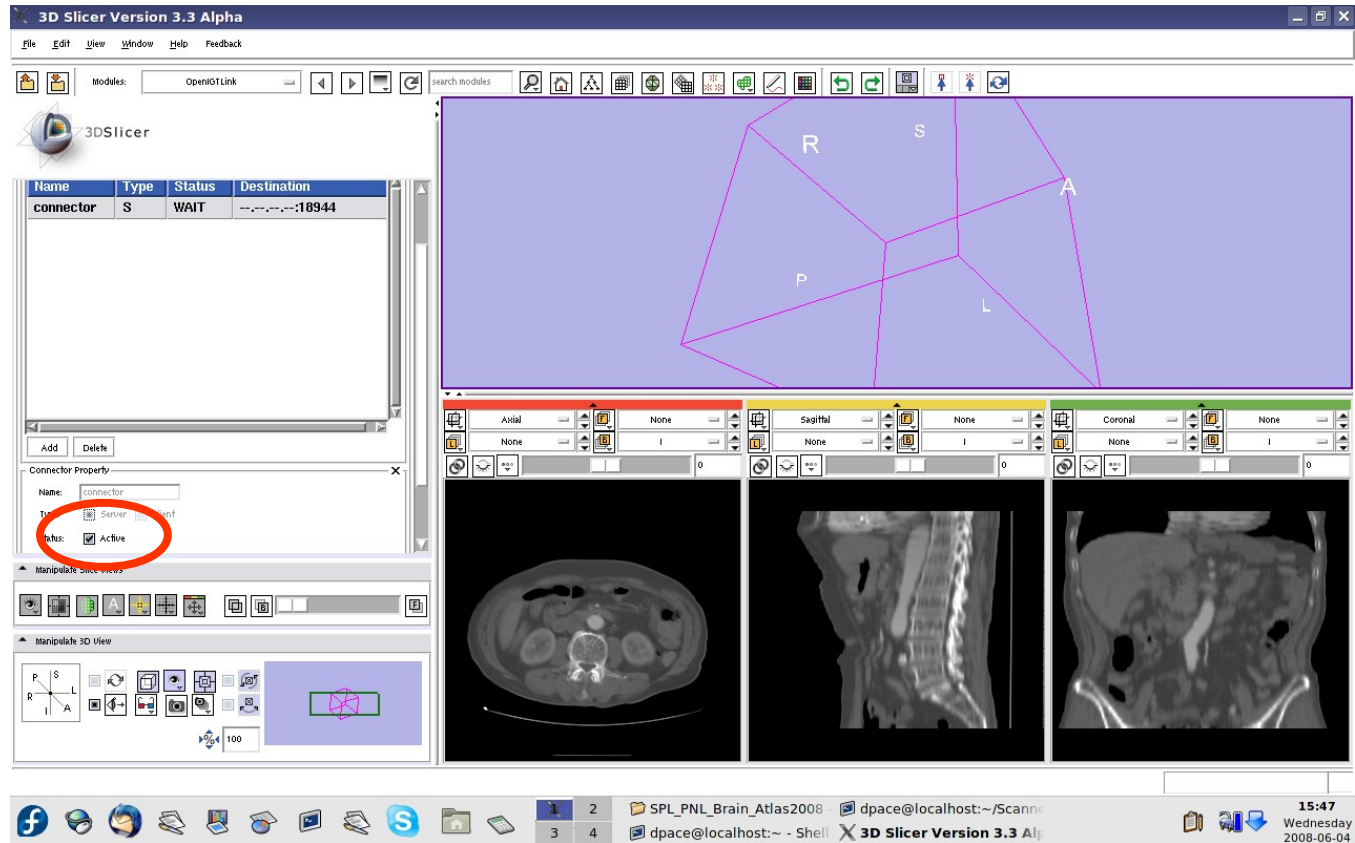 3D Slicer Version 3.3 Alpha
File Edit View Window Help Feedback
Modules: OpenIGTLink search modules
3DSlicer
Name Type Status Destination
connector S WAIT --.--.--.--:18944
Add Delete
Connector Property
Name: connector
Server
Status: Active
Manipulate Slice Views
Manipulate 3D View
P S R L I A
100
R S A P L
Axial None
None I
0
Sagittal None
None I
0
Coronal None
None I
0
1 2
3 4
SPL_PNL_Brain_Atlas2008 -
dpace@localhost:~/Scanne
dpace@localhost:~ - Shell
3D Slicer Version 3.3 Alp
15:47
Wednesday
2008-06-04